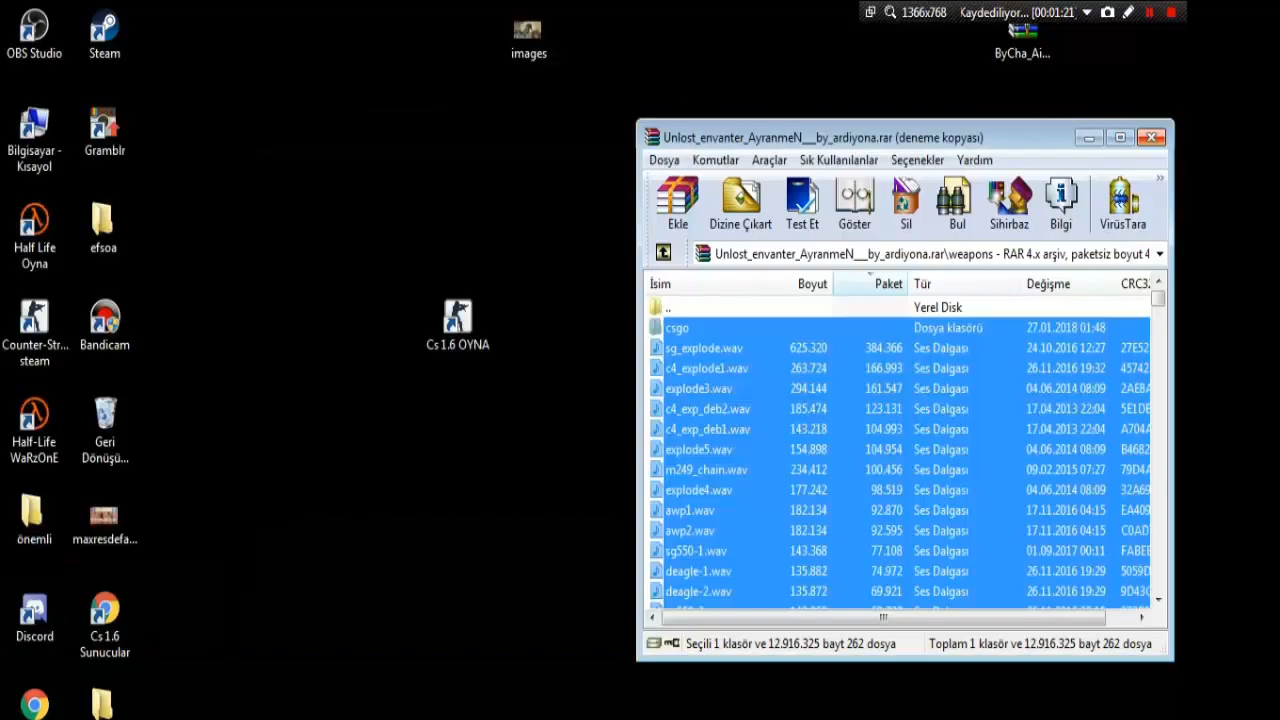 1366x768 Kaydediliyor... [00:01:21]
OBS Studio
Steam
images
ByCha_Ai...
Bilgisayar -
Kısayol
Gramblr
Half Life
Oyna
efsoa
Counter-Str...
steam
Bandicam
Cs 1.6 OYNA
Half-Life
WaRzOnE
Geri
Dönüşü...
önemli
maxresdefa...
Discord
Cs 1.6
Sunucular
Unlost_envanter_AyranmeN__by_ardiyona.rar (deneme kopyası)
Dosya Komutlar Araçlar Sık Kullanılanlar Seçenekler Yardım
Ekle Dizine Çıkart Test Et Göster Sil Bul Sihirbaz Bilgi VirüsTara
Unlost_envanter_AyranmeN__by_ardiyona.rar\weapons - RAR 4.x arşiv, paketsiz boyut 4
İsim Boyut Paket Tür Değişme CRC32
.. Yerel Disk
csgo Dosya klasörü 27.01.2018 01:48
sg_explode.wav 625.320 384.366 Ses Dalgası 24.10.2016 12:27 27E52
c4_explode1.wav 263.724 166.993 Ses Dalgası 26.11.2016 19:32 45742
explode3.wav 294.144 161.547 Ses Dalgası 04.06.2014 08:09 2AEBA
c4_exp_deb2.wav 185.474 123.131 Ses Dalgası 17.04.2013 22:04 5E1DE
c4_exp_deb1.wav 143.218 104.993 Ses Dalgası 17.04.2013 22:04 A704A
explode5.wav 154.898 104.954 Ses Dalgası 04.06.2014 08:09 B4682
m249_chain.wav 234.412 100.456 Ses Dalgası 09.02.2015 07:27 79D4A
explode4.wav 177.242 98.519 Ses Dalgası 04.06.2014 08:09 32A69
awp1.wav 182.134 92.870 Ses Dalgası 17.11.2016 04:15 EA409
awp2.wav 182.134 92.595 Ses Dalgası 17.11.2016 04:15 C0AD
sg550-1.wav 143.368 77.108 Ses Dalgası 01.09.2017 00:11 FABEE
deagle-1.wav 135.882 74.972 Ses Dalgası 26.11.2016 19:29 5059D
deagle-2.wav 135.872 69.921 Ses Dalgası 26.11.2016 19:29 9D43C
Seçili 1 klasör ve 12.916.325 bayt 262 dosya Toplam 1 klasör ve 12.916.325 bayt 262 dosya